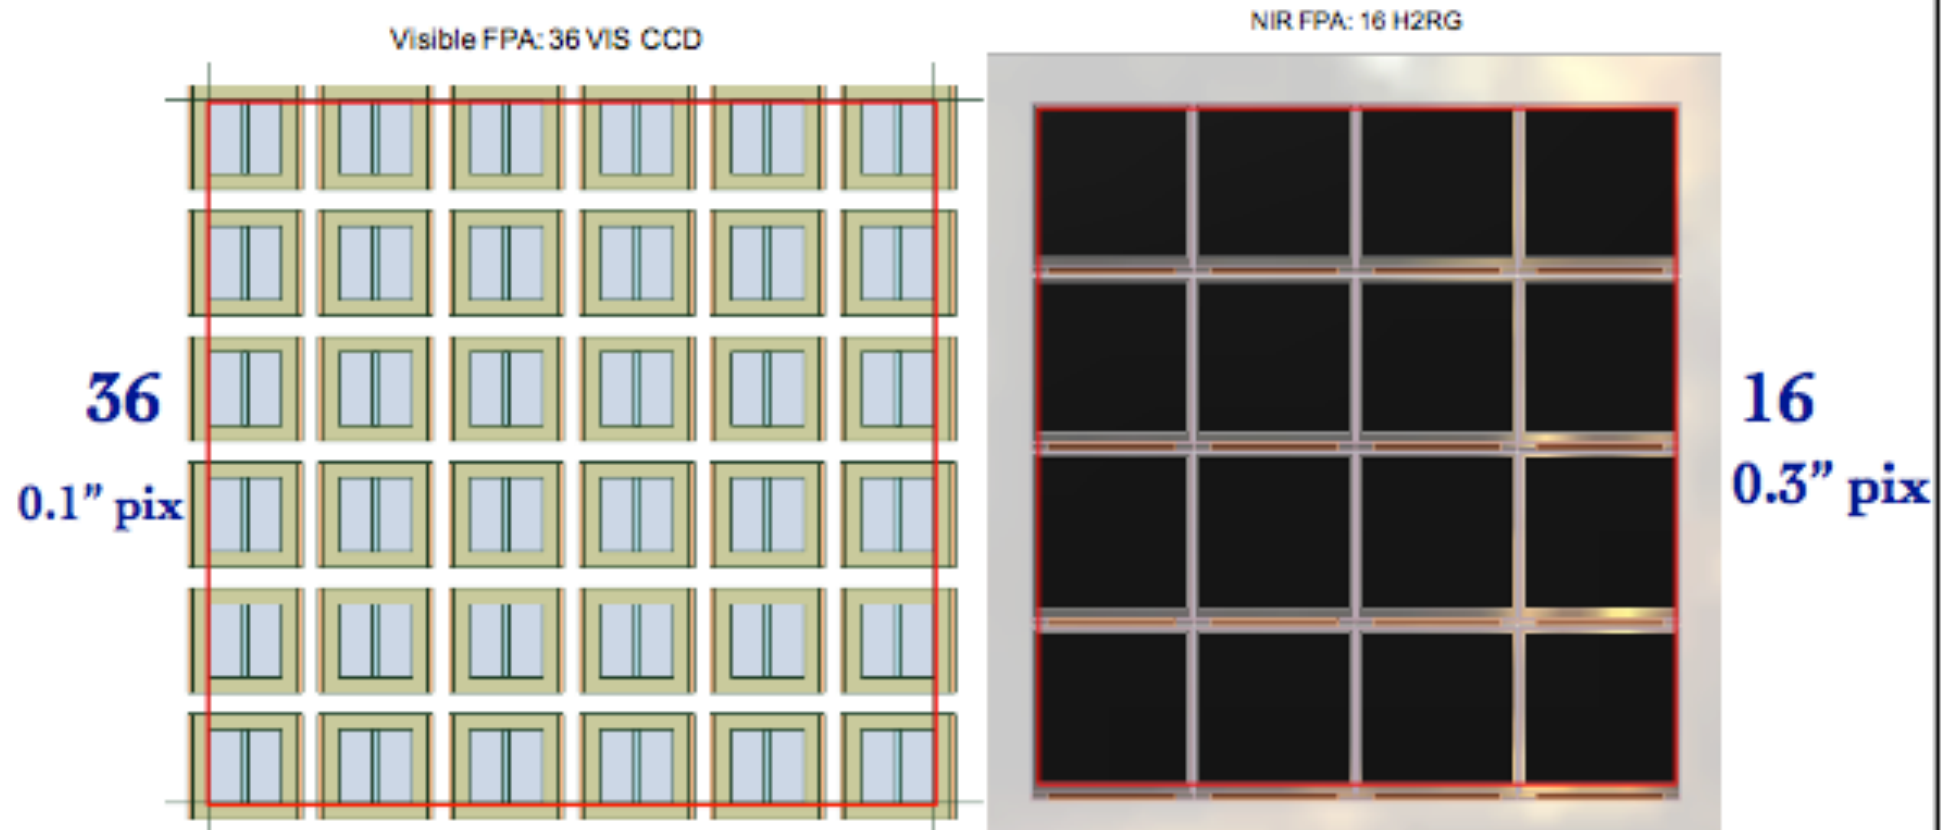 Visible FPA: 36 VIS CCD
NIR FPA: 16 H2RG
36
0.1” pix
16
0.3” pix